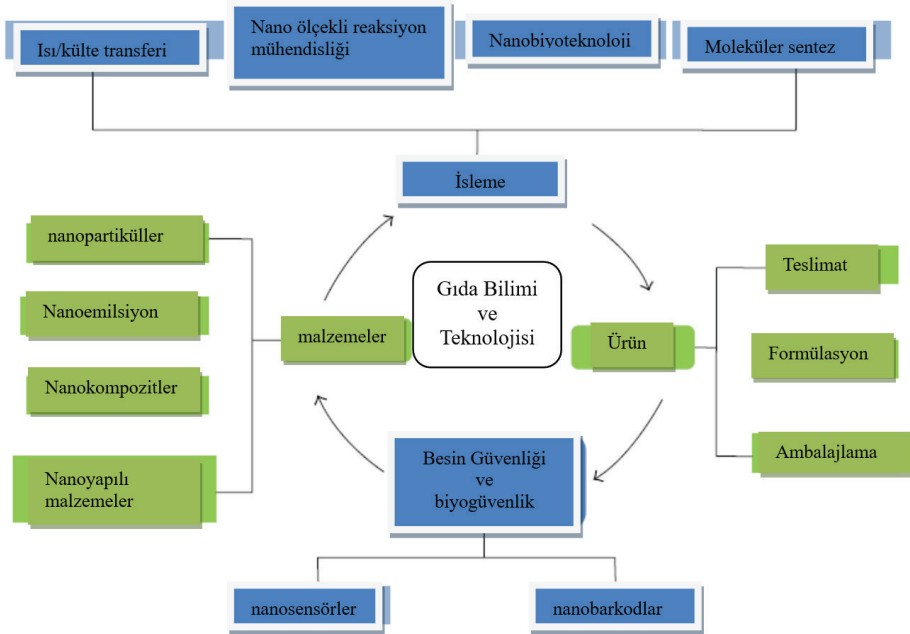 Isı/külte transferi
Nano ölçekli reaksiyon
mühendisliği
Nanobivoteknoloji
Moleküler sentez
İsleme
nanopartiküller
Nanoemilsiyon
Nanokompozitler
Nanoyapılı
malzemeler
malzemeler
Gıda Bilimi
ve
Teknolojisi
Ürün
Teslimat
Formülasyon
Ambalajlama
Besin Güvenliği
ve
biyogüvenlik
nanosensörler
nanobarkodlar